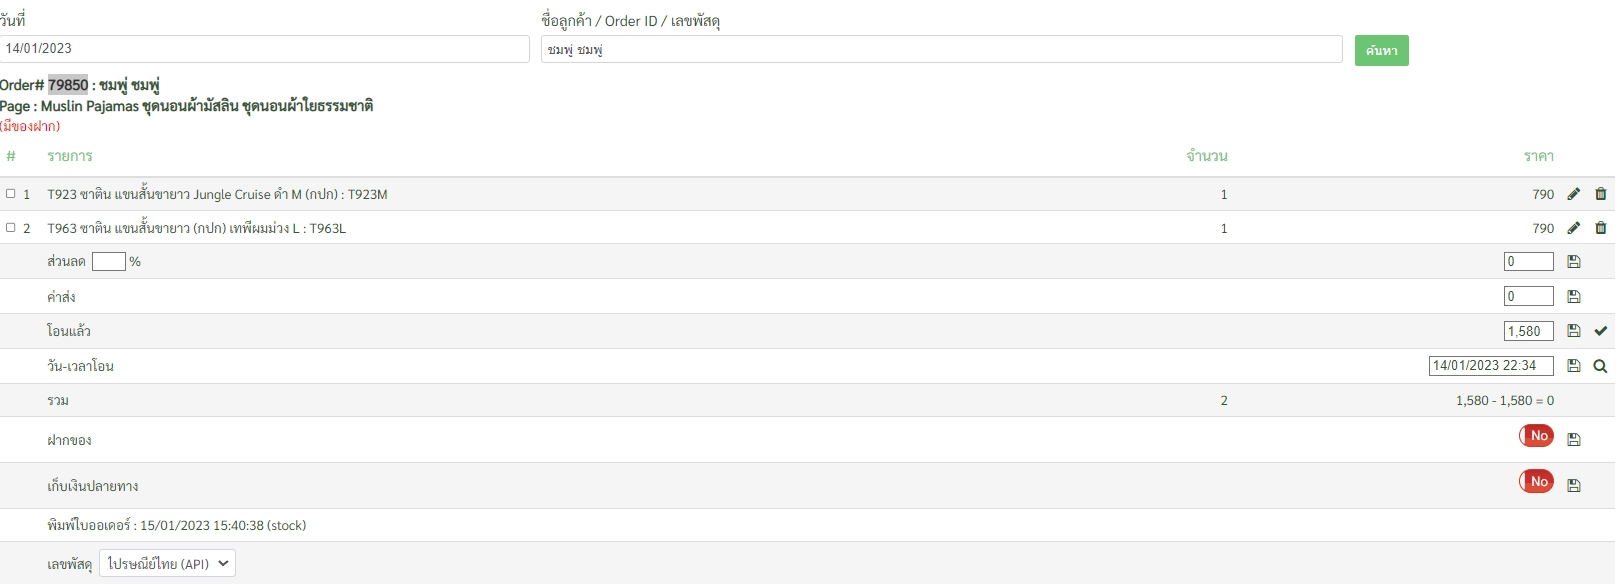 วันที่ ชื่อลูกค้า / Order ID / เลขพัสดุ
14/01/2023 ชมพู่ ชมพู่ ค้นหา
Order# 79850 : ชมพู่ ชมพู่
Page : Muslin Pajamas ชุดนอนผ้ามัสลิน ชุดนอนผ้าใยธรรมชาติ
(มีของฝาก)
# รายการ จำนวน ราคา
1 T923 ซาติน แขนสั้นขายาว Jungle Cruise ดำ M (กปก) : T923M 1 790
2 T963 ซาติน แขนสั้นขายาว (กปก) เทพีผมม่วง L : T963L 1 790
ส่วนลด % 0
ค่าส่ง 0
โอนแล้ว 1,580
วัน-เวลาโอน 14/01/2023 22:34
รวม 2 1,580 - 1,580 = 0
ฝากของ No
เก็บเงินปลายทาง No
พิมพ์ใบออเดอร์ : 15/01/2023 15:40:38 (stock)
เลขพัสดุ ไปรษณีย์ไทย (API)